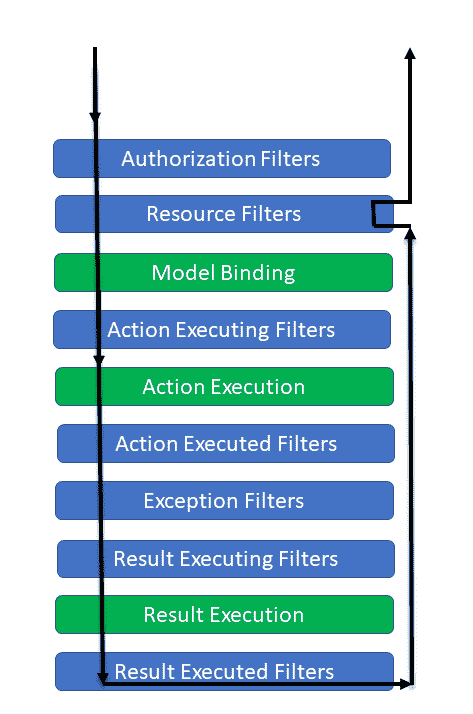 Authorization Filters
Resource Filters
Model Binding
Action Executing Filters
Action Execution
Action Executed Filters
Exception Filters
Result Executing Filters
Result Execution
Result Executed Filters